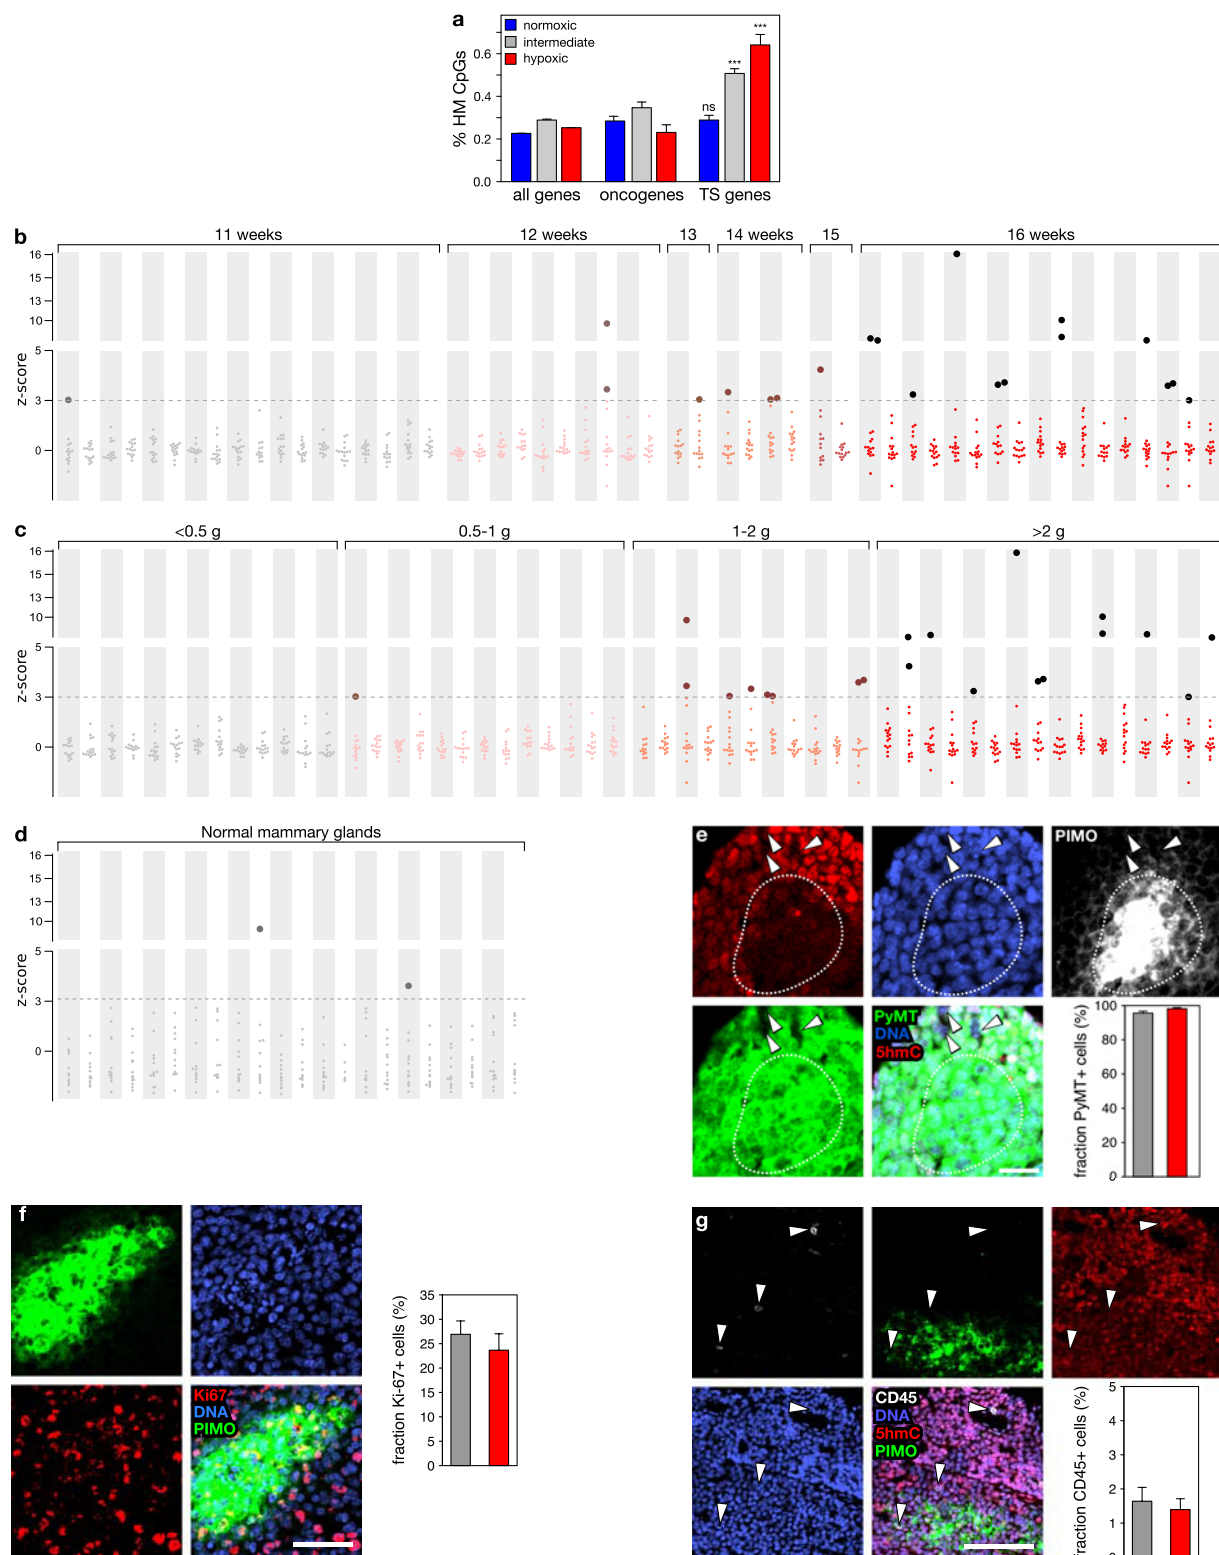 a
normoxic
intermediate
hypoxic
% HM CpGs
0.6
0.4
0.2
0.0
ns
***
***
all genes
oncogenes
TS genes
b
11 weeks
12 weeks
13
14 weeks
15
16 weeks
z-score
16
15
13
10
5
3
0
c
<0.5 g
0.5-1 g
1-2 g
>2 g
z-score
16
15
13
10
5
3
0
d
Normal mammary glands
z-score
16
15
13
10
5
3
0
e
PIMO
PyMT
DNA
5hmC
fraction PyMT+ cells (%)
100
80
60
40
20
0
f
Ki67
DNA
PIMO
fraction Ki-67+ cells (%)
35
30
25
20
15
10
5
0
g
CD45
DNA
5hmC
PIMO
fraction CD45+ cells (%)
5
4
3
2
1
0